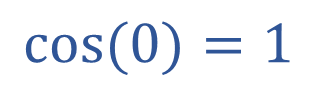 cos(0) = 1